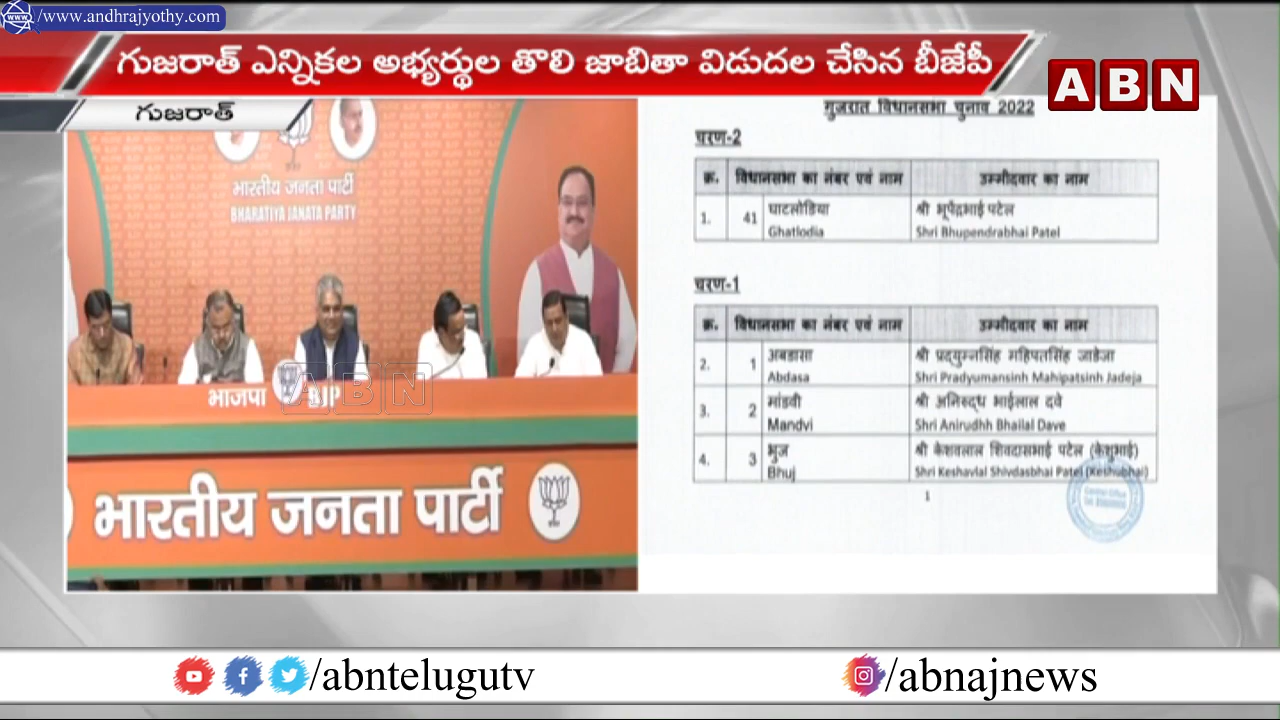 /www.andhrajyothy.com
గుజరాత్ ఎన్నికల అభ్యర్థుల తొలి జాబితా విడుదల చేసిన బీజేపీ
ABN
గుజరాత్
भारतीय जनता पार्टी
BHARATIYA JANATA PARTY
भाजपा BJP
ABN
भारतीय जनता पार्टी
गुजरात विधानसभा चुनाव 2022
चरण-2
क्र. विधानसभा का नंबर एवं नाम उम्मीदवार का नाम
1. 41 घाटलोडिया श्री भूपेंद्रभाई पटेल
Ghatlodia Shri Bhupendrabhai Patel
चरण-1
क्र. विधानसभा का नंबर एवं नाम उम्मीदवार का नाम
2. 1 अबडासा श्री प्रद्युम्नसिंह महिपतसिंह जाडेजा
Abdasa Shri Pradyumansinh Mahipatsinh Jadeja
3. 2 मांडवी श्री अनिरुद्ध भाईलाल दवे
Mandvi Shri Anirudhh Bhailal Dave
4. 3 भुज श्री केशवलाल शिवदासभाई पटेल (केशुभाई)
Bhuj Shri Keshavlal Shivdasbhai Patel (Keshubhai)
1
/abntelugutv
/abnajnews